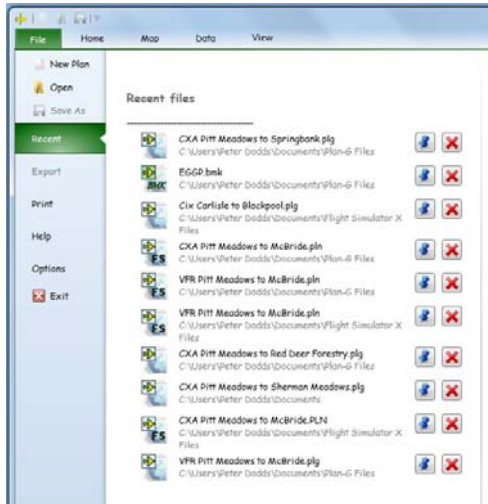 File Home Map Data View
New Plan
Open
Save As
Recent
Export
Print
Help
Options
Exit
Recent files
CXA Pitt Meadows to Springbank.plg
C:\Users\Peter Dodds\Documents\Plan-G Files
EGGP.bmk
C:\Users\Peter Dodds\Documents\Plan-G Files
BMK
Cix Carlisle to Blackpool.plg
C:\Users\Peter Dodds\Documents\Flight Simulator X
Files
CXA Pitt Meadows to McBride.pln
C:\Users\Peter Dodds\Documents\Plan-G Files
FS
VFR Pitt Meadows to McBride.pln
C:\Users\Peter Dodds\Documents\Plan-G Files
FS
VFR Pitt Meadows to McBride.pln
C:\Users\Peter Dodds\Documents\Flight Simulator X
FS
Files
CXA Pitt Meadows to Red Deer Forestry.plg
C:\Users\Peter Dodds\Documents\Plan-G Files
CXA Pitt Meadows to Sherman Meadows.plg
C:\Users\Peter Dodds\Documents
CXA Pitt Meadows to McBride.PLN
C:\Users\Peter Dodds\Documents\Flight Simulator X
FS
Files
VFR Pitt Meadows to McBride.plg
C:\Users\Peter Dodds\Documents\Plan-G Files